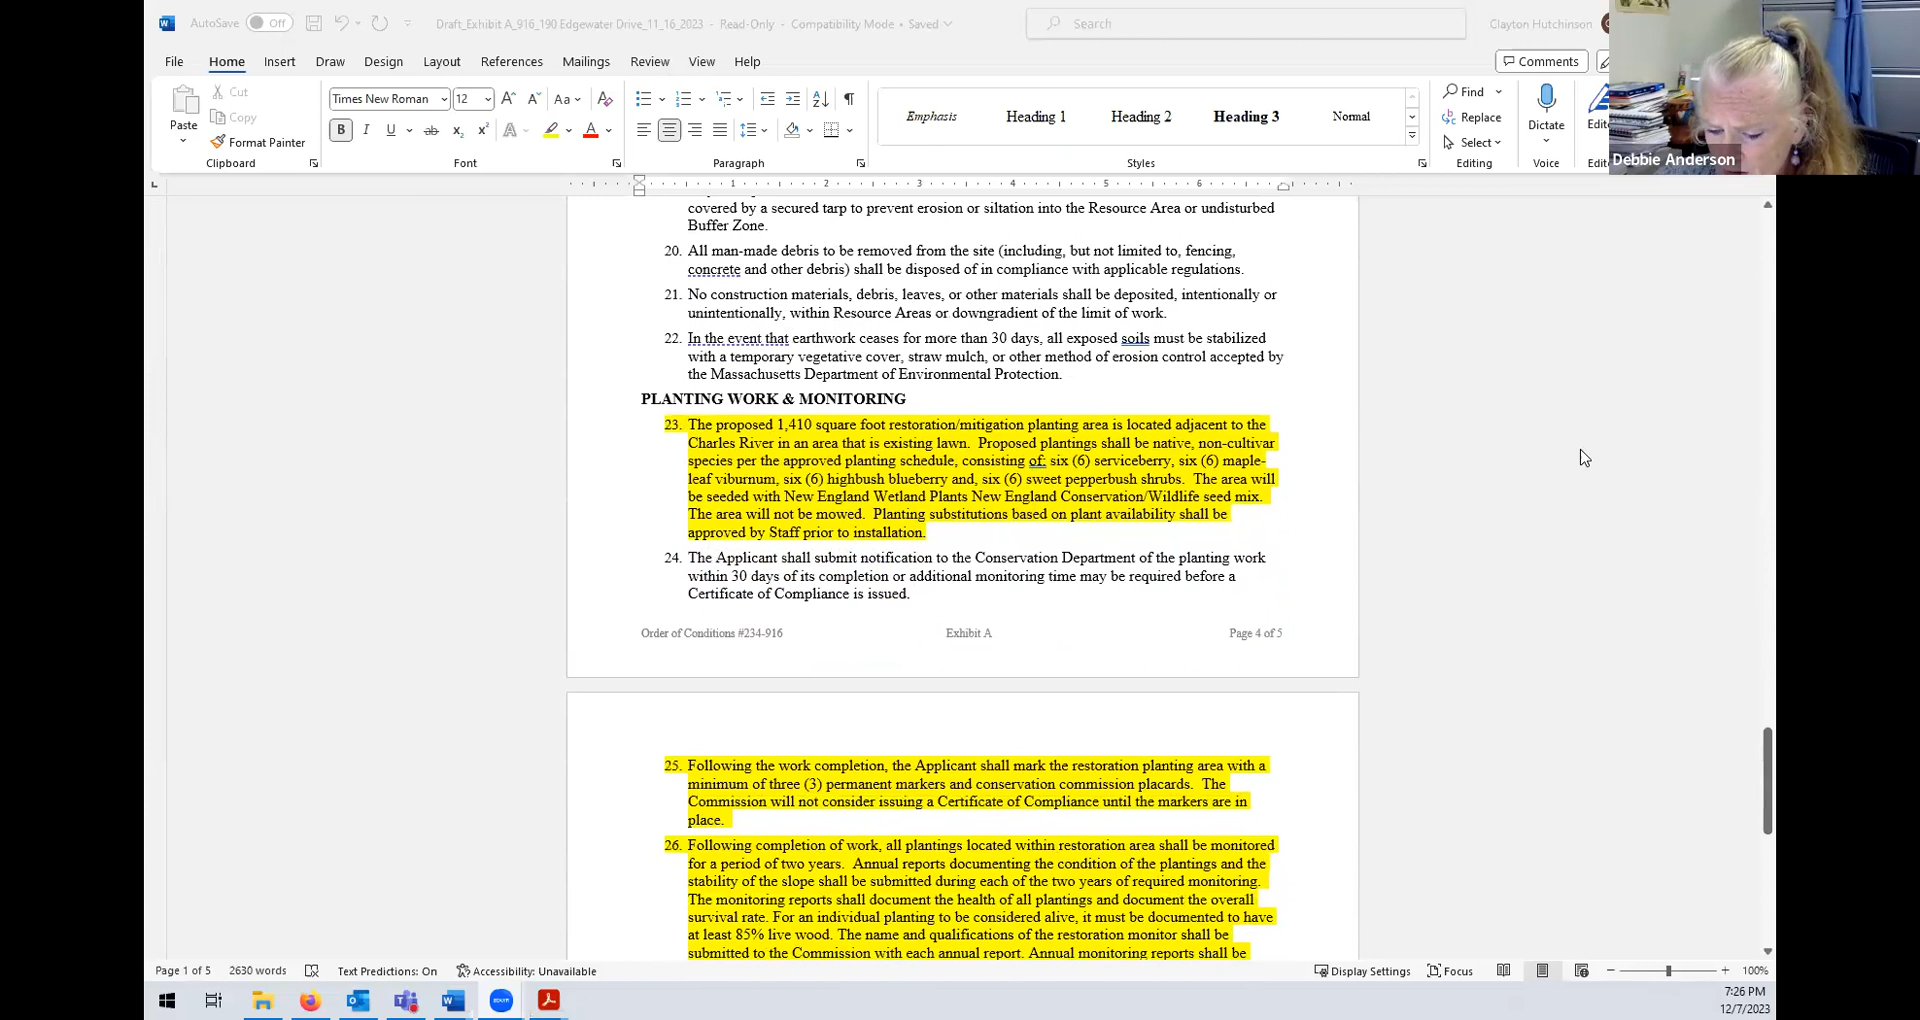 AutoSave Off
Draft_Exhibit A_916_190 Edgewater Drive_11_16_2023 - Read-Only - Compatibility Mode • Saved
Search
Clayton Hutchinson
File Home Insert Draw Design Layout References Mailings Review View Help
Comments
Paste
Cut
Copy
Format Painter
Times New Roman 12
Emphasis Heading 1 Heading 2 Heading 3 Normal
Find
Replace
Select
Dictate
Debbie Anderson
Clipboard Font Paragraph Styles Editing Voice
1 2 3 4 5 6
covered by a secured tarp to prevent erosion or siltation into the Resource Area or undisturbed
Buffer Zone.
20. All man-made debris to be removed from the site (including, but not limited to, fencing,
concrete and other debris) shall be disposed of in compliance with applicable regulations.
21. No construction materials, debris, leaves, or other materials shall be deposited, intentionally or
unintentionally, within Resource Areas or downgradient of the limit of work.
22. In the event that earthwork ceases for more than 30 days, all exposed soils must be stabilized
with a temporary vegetative cover, straw mulch, or other method of erosion control accepted by
the Massachusetts Department of Environmental Protection.
PLANTING WORK & MONITORING
23. The proposed 1,410 square foot restoration/mitigation planting area is located adjacent to the
Charles River in an area that is existing lawn. Proposed plantings shall be native, non-cultivar
species per the approved planting schedule, consisting of: six (6) serviceberry, six (6) maple-
leaf viburnum, six (6) highbush blueberry and, six (6) sweet pepperbush shrubs. The area will
be seeded with New England Wetland Plants New England Conservation/Wildlife seed mix.
The area will not be mowed. Planting substitutions based on plant availability shall be
approved by Staff prior to installation.
24. The Applicant shall submit notification to the Conservation Department of the planting work
within 30 days of its completion or additional monitoring time may be required before a
Certificate of Compliance is issued.
Order of Conditions #234-916 Exhibit A Page 4 of 5
25. Following the work completion, the Applicant shall mark the restoration planting area with a
minimum of three (3) permanent markers and conservation commission placards. The
Commission will not consider issuing a Certificate of Compliance until the markers are in
place.
26. Following completion of work, all plantings located within restoration area shall be monitored
for a period of two years. Annual reports documenting the condition of the plantings and the
stability of the slope shall be submitted during each of the two years of required monitoring.
The monitoring reports shall document the health of all plantings and document the overall
survival rate. For an individual planting to be considered alive, it must be documented to have
at least 85% live wood. The name and qualifications of the restoration monitor shall be
submitted to the Commission with each annual report. Annual monitoring reports shall be
Page 1 of 5 2630 words Text Predictions: On Accessibility: Unavailable Display Settings Focus 100%
7:26 PM
12/7/2023